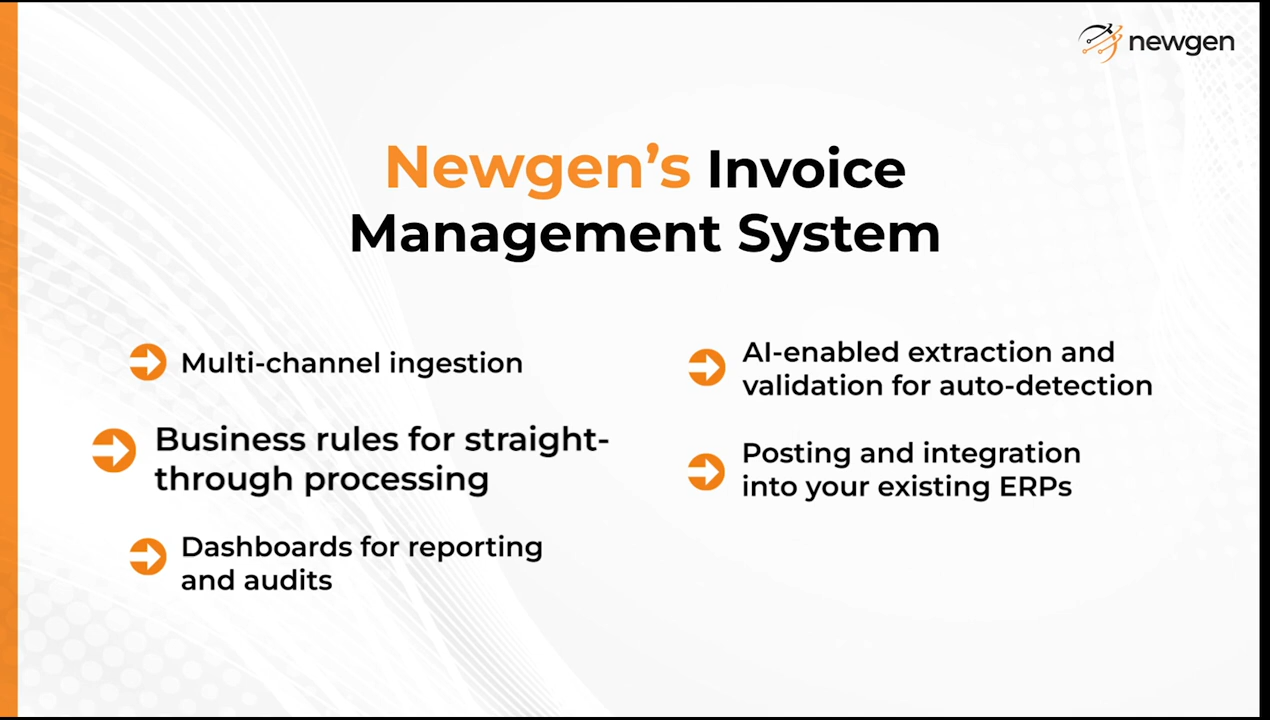 newgen
Newgen's Invoice
Management System
Multi-channel ingestion
AI-enabled extraction and
validation for auto-detection
Business rules for straight-
through processing
Posting and integration
into your existing ERPs
Dashboards for reporting
and audits